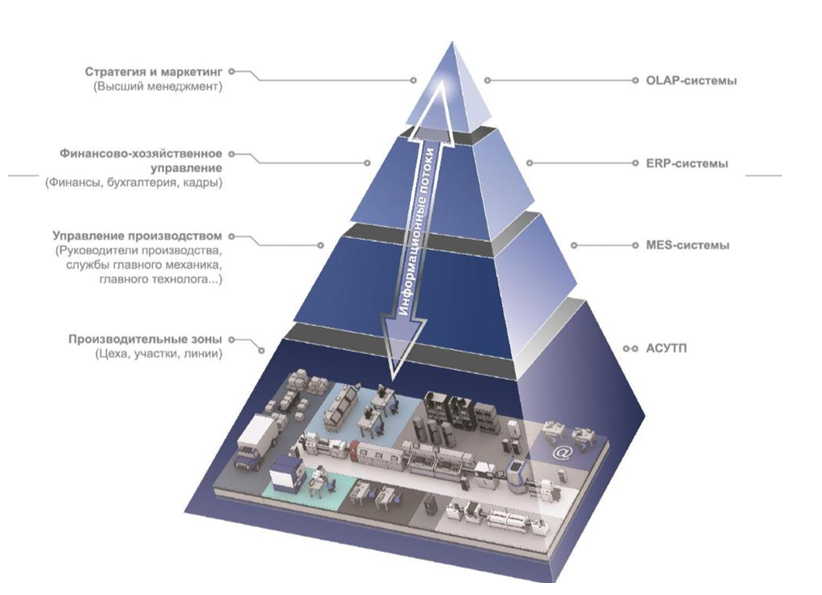 Стратегия и маркетинг
(Высший менеджмент)
OLAP-системы
Финансово-хозяйственное
управление
(Финансы, бухгалтерия, кадры)
ERP-системы
Управление производством
(Руководители производства,
службы главного механика,
главного технолога...)
MES-системы
Производительные зоны
(Цеха, участки, линии)
АСУТП
Информационные потоки
@